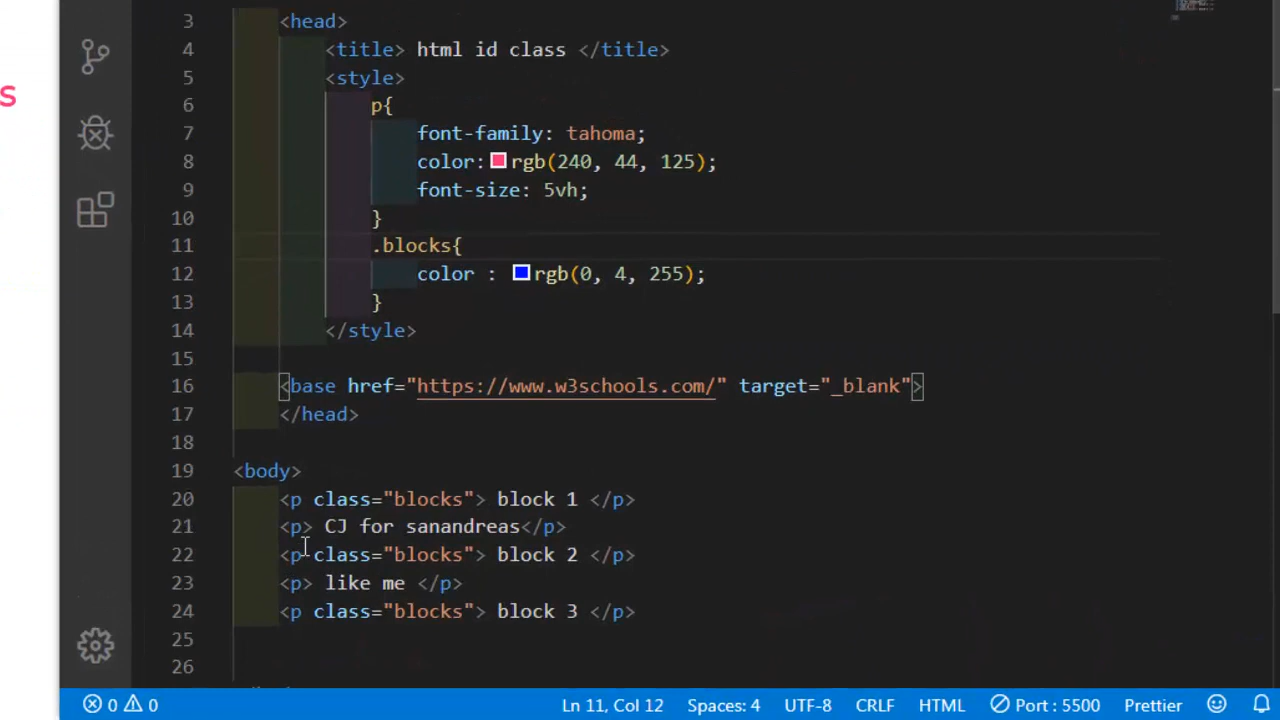 s
3 <head>
4 <title> html id class </title>
5 <style>
6 p{
7 font-family: tahoma;
8 color: rgb(240, 44, 125);
9 font-size: 5vh;
10 }
11 .blocks{
12 color : rgb(0, 4, 255);
13 }
14 </style>
15
16 <base href="https://www.w3schools.com/" target="_blank">
17 </head>
18
19 <body>
20 <p class="blocks"> block 1 </p>
21 <p> CJ for sanandreas</p>
22 <p class="blocks"> block 2 </p>
23 <p> like me </p>
24 <p class="blocks"> block 3 </p>
25
26
0 0 Ln 11, Col 12 Spaces: 4 UTF-8 CRLF HTML Port : 5500 Prettier